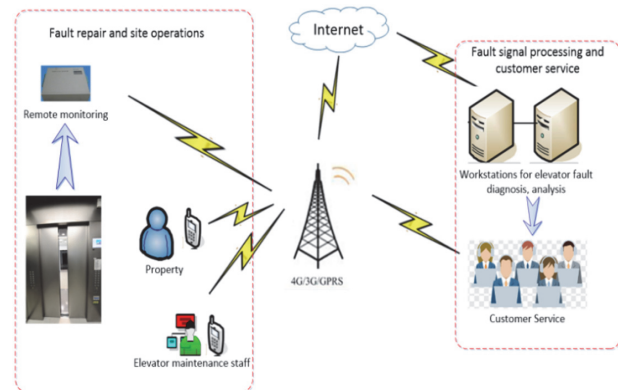 Fault repair and site operations
Remote monitoring
Property
Elevator maintenance staff
Internet
4G/3G/GPRS
Fault signal processing and
customer service
Workstations for elevator fault
diagnosis, analysis
Customer Service